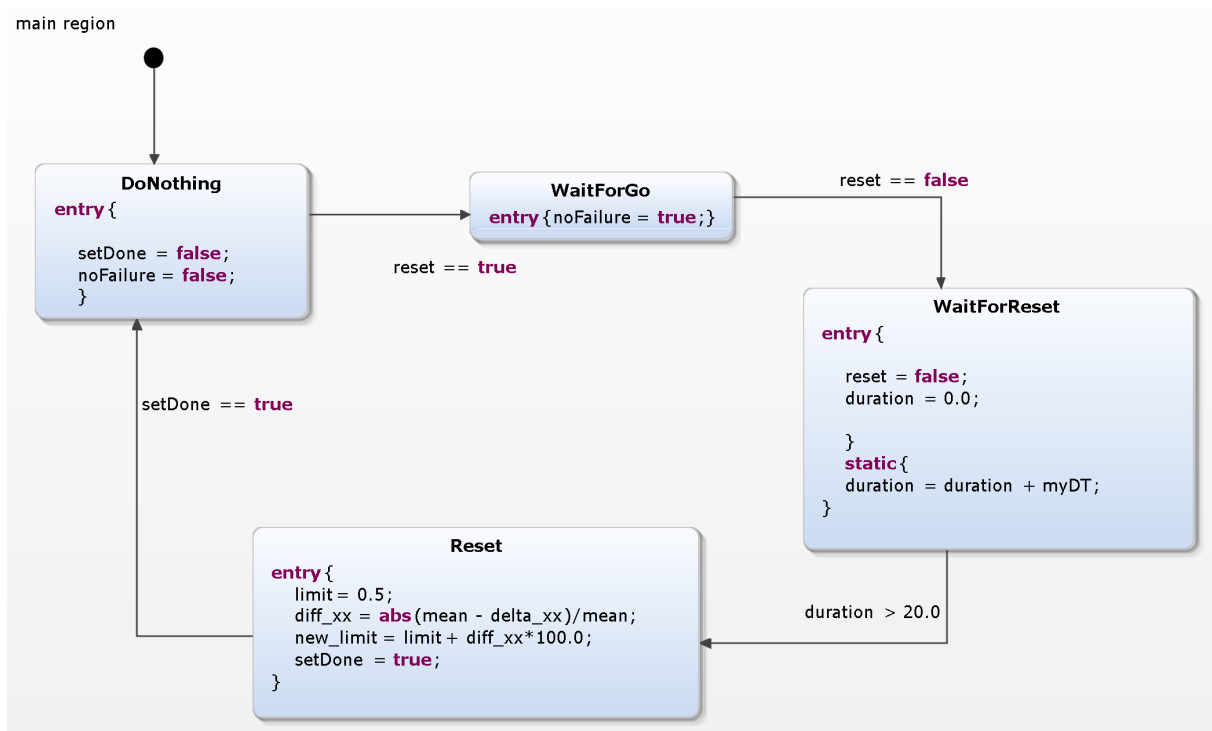 main region
DoNothing
entry{
setDone = false;
noFailure = false;
}
reset == true
WaitForGo
entry{noFailure = true;}
reset == false
WaitForReset
entry{
reset = false;
duration = 0.0;
}
static{
duration = duration + myDT;
}
duration > 20.0
Reset
entry{
limit = 0.5;
diff_xx = abs(mean - delta_xx)/mean;
new_limit = limit + diff_xx*100.0;
setDone = true;
}
setDone == true